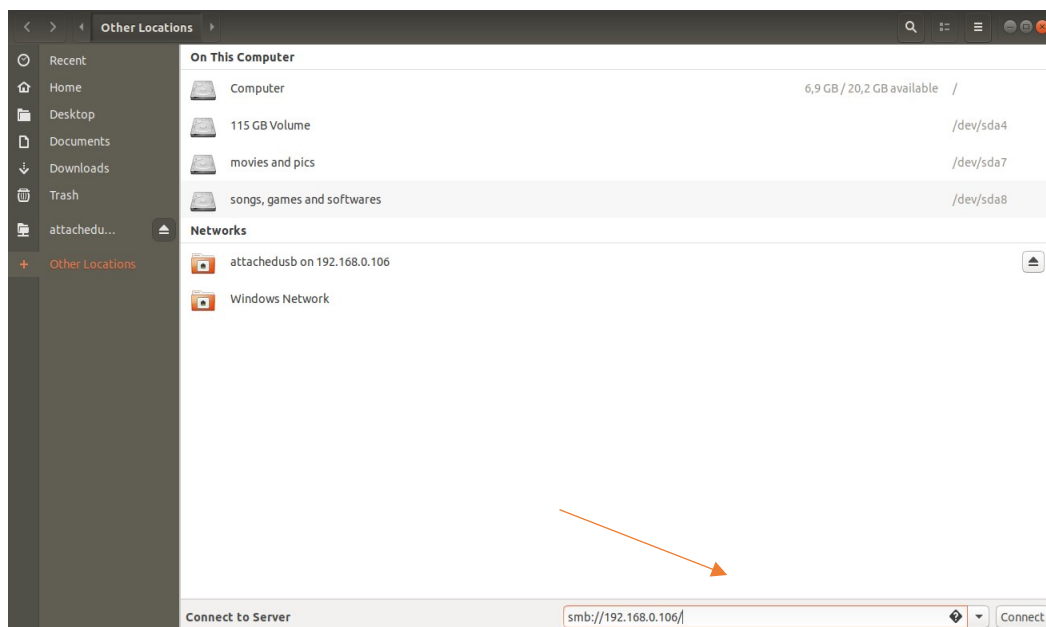 Other Locations
Recent
Home
Desktop
Documents
Downloads
Trash
attachedu...
Other Locations
On This Computer
Computer 6,9 GB / 20,2 GB available /
115 GB Volume /dev/sda4
movies and pics /dev/sda7
songs, games and softwares /dev/sda8
Networks
attachedusb on 192.168.0.106
Windows Network
Connect to Server smb://192.168.0.106/ Connect